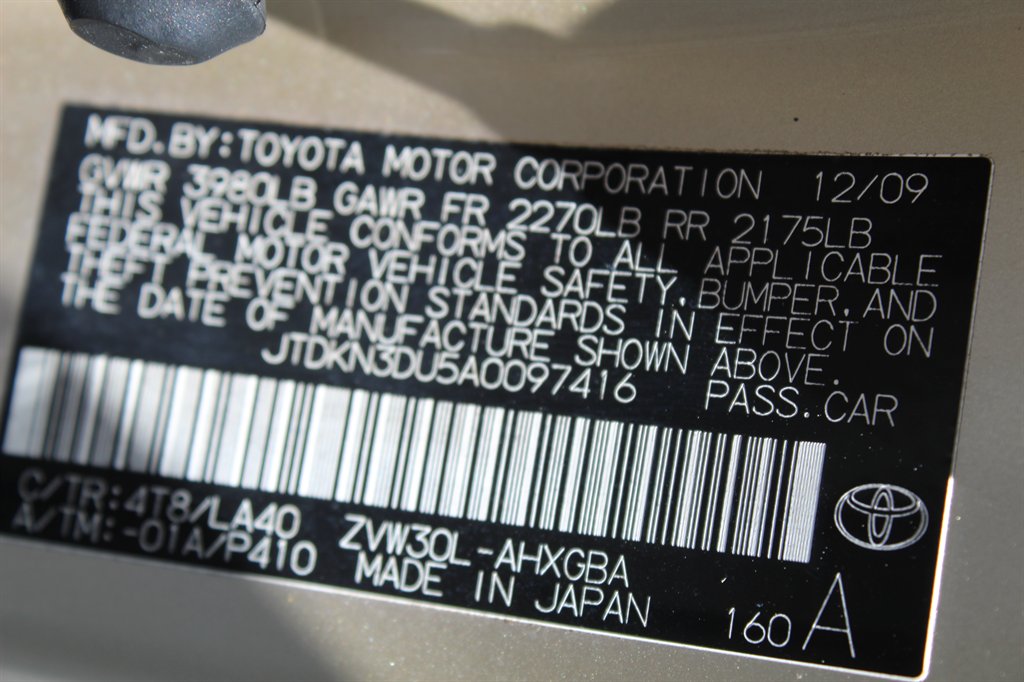 MFD.BY:TOYOTA MOTOR CORPORATION 12/09
GVWR 3980LB GAWR FR 2270LB RR 2175LB
THIS VEHICLE CONFORMS TO ALL APPLICABLE
FEDERAL MOTOR VEHICLE SAFETY,BUMPER,AND
THEFT PREVENTION STANDARDS IN EFFECT ON
THE DATE OF MANUFACTURE SHOWN ABOVE.
JTDKN3DU5A0097416 PASS.CAR
C/TR:4T8/LA40 ZVW30L-AHXGBA
A/TM:-01A/P410 MADE IN JAPAN
160 A